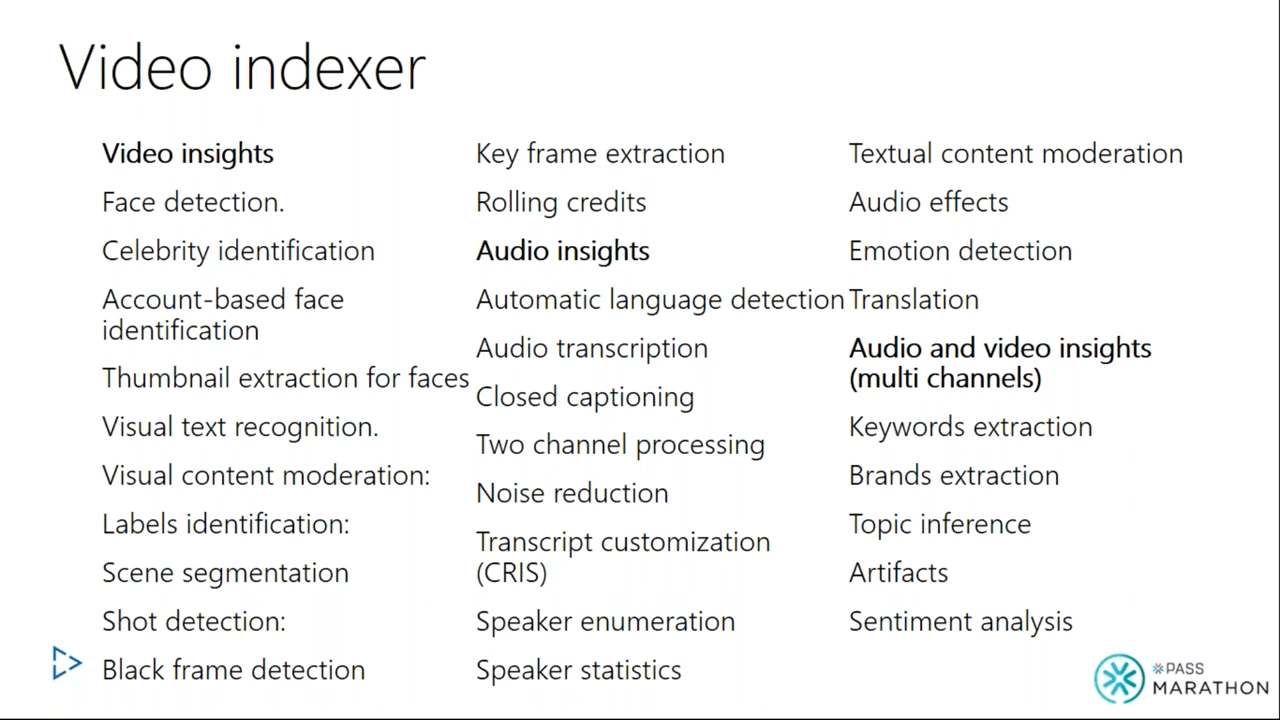 Video indexer
Video insights
Face detection.
Celebrity identification
Account-based face
identification
Thumbnail extraction for faces
Visual text recognition.
Visual content moderation:
Labels identification:
Scene segmentation
Shot detection:
Black frame detection
Key frame extraction
Rolling credits
Audio insights
Automatic language detection
Audio transcription
Closed captioning
Two channel processing
Noise reduction
Transcript customization
(CRIS)
Speaker enumeration
Speaker statistics
Textual content moderation
Audio effects
Emotion detection
Translation
Audio and video insights
(multi channels)
Keywords extraction
Brands extraction
Topic inference
Artifacts
Sentiment analysis
PASS
MARATHON